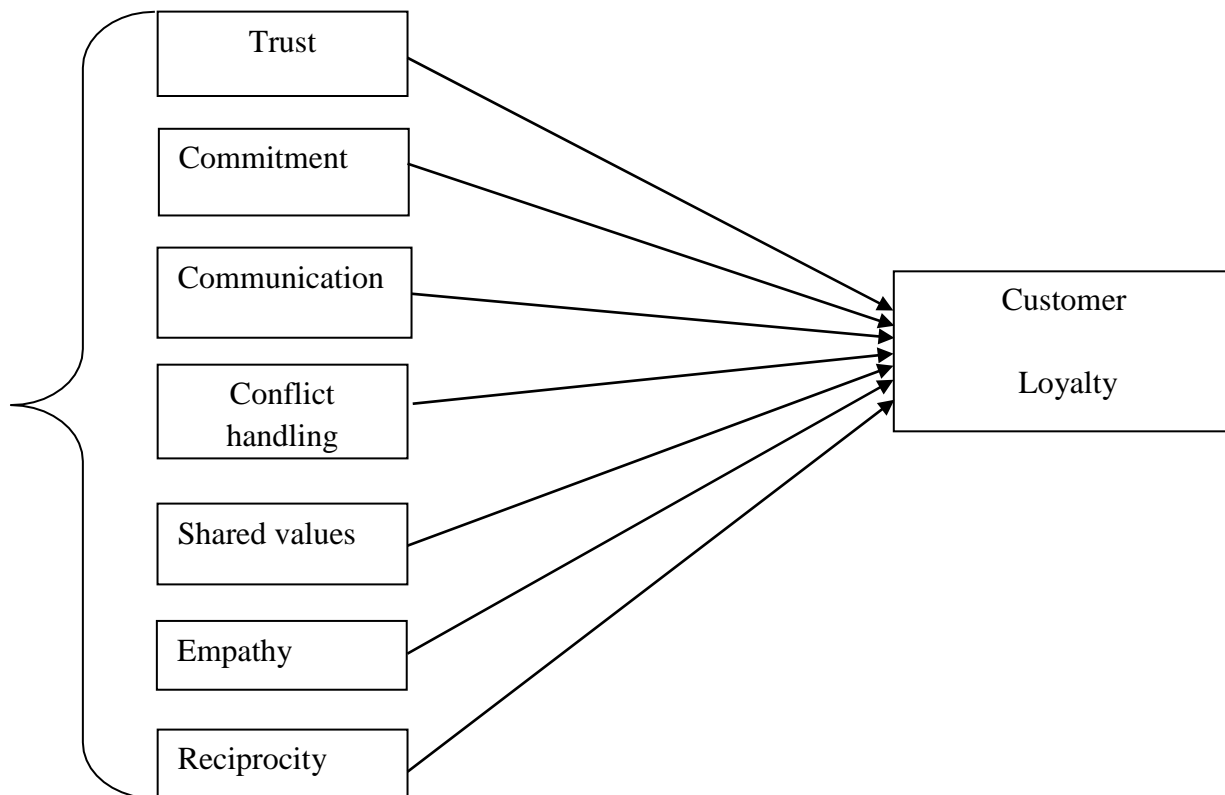 Trust
Commitment
Communication
Conflict
handling
Shared values
Empathy
Reciprocity
Customer
Loyalty